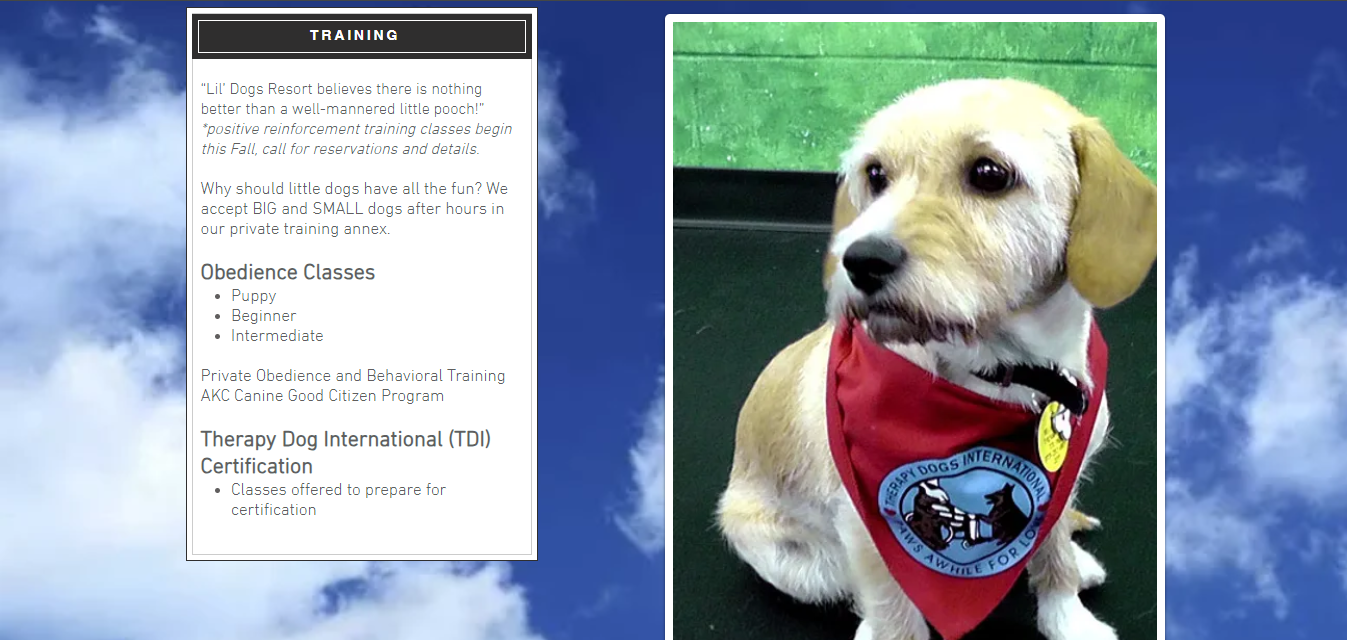 TRAINING
"Lil' Dogs Resort believes there is nothing
better than a well-mannered little pooch!"
*positive reinforcement training classes begin
this Fall, call for reservations and details.
Why should little dogs have all the fun? We
accept BIG and SMALL dogs after hours in
our private training annex.
Obedience Classes
• Puppy
• Beginner
• Intermediate
Private Obedience and Behavioral Training
AKC Canine Good Citizen Program
Therapy Dog International (TDI)
Certification
• Classes offered to prepare for
certification
THERAPY DOGS INTERNATIONAL
PAWS AWHILE FOR